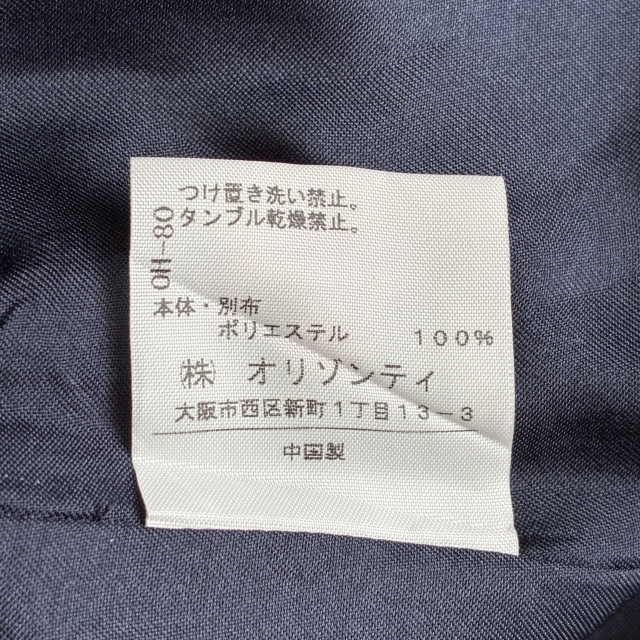 つけ置き洗い禁止。
タンブル乾燥禁止。
OH-80
本体・別布
ポリエステル 100%
㈱ オリゾンティ
大阪市西区新町1丁目13-3
中国製